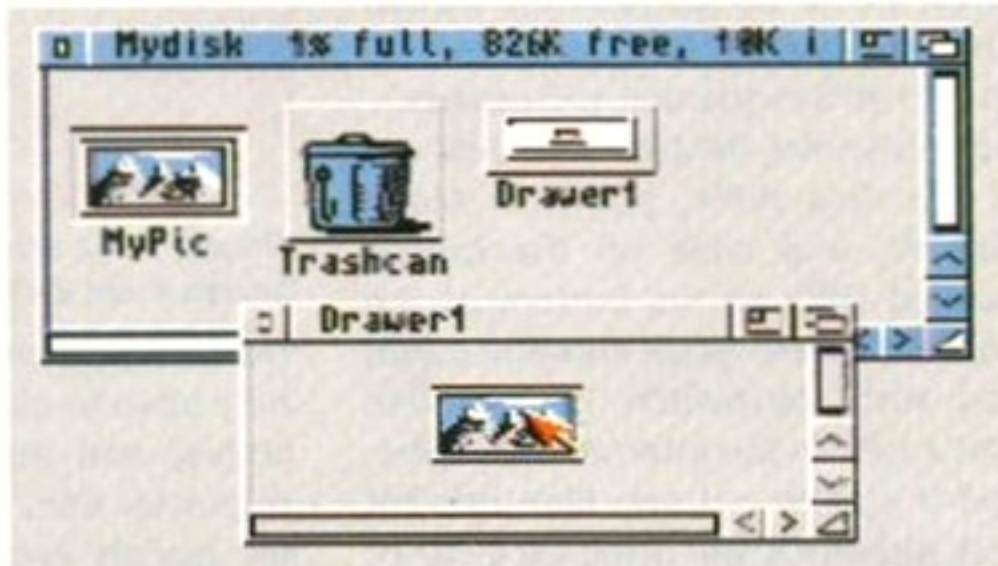 Mydisk 1% full, 826K free, 10K i
MyPic
Trashcan
Drawer1
Drawer1